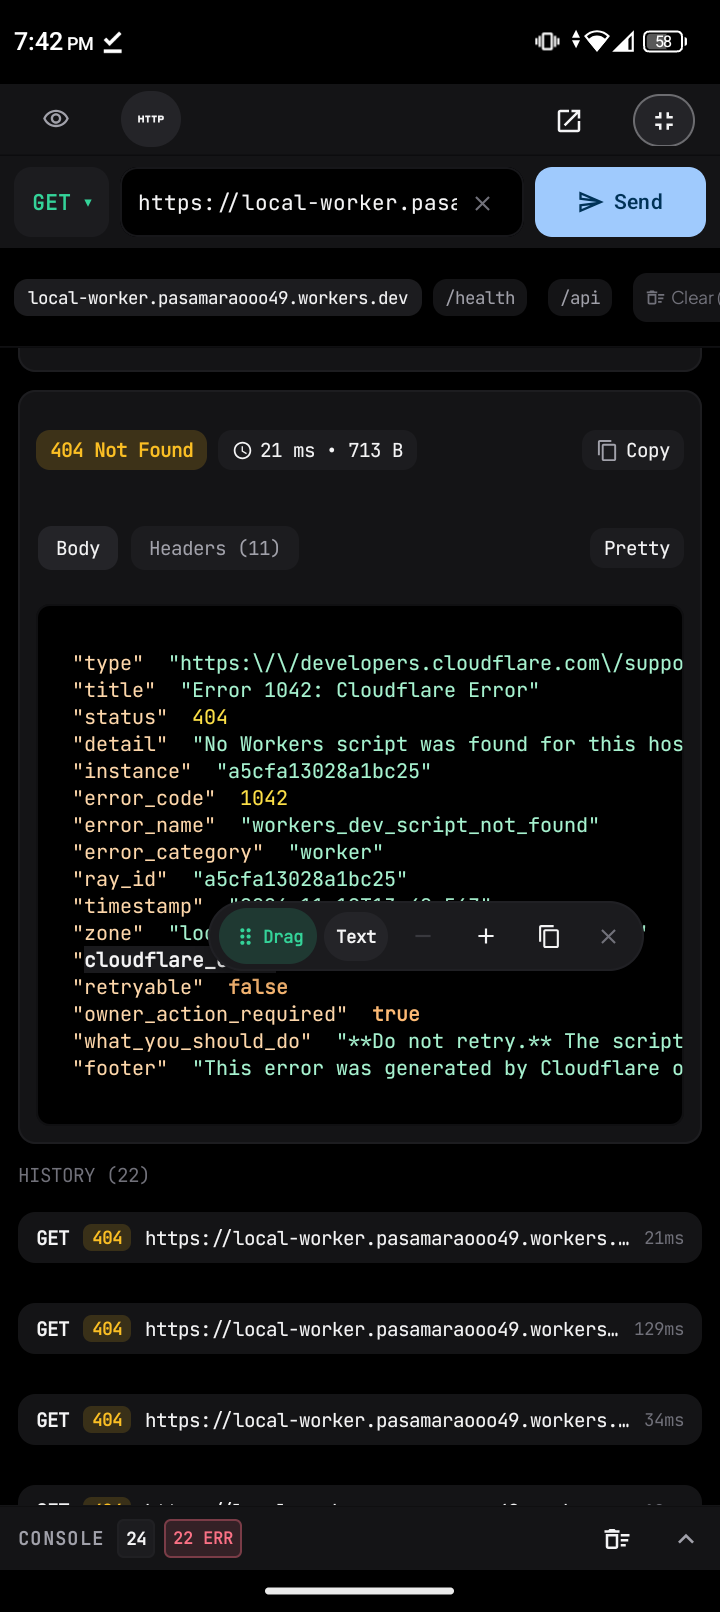 7:42 PM
58
HTTP
GET ▾
https://local-worker.pasa
Send
local-worker.pasamaraooo49.workers.dev
/health
/api
Clear
404 Not Found
21 ms • 713 B
Copy
Body
Headers (11)
Pretty
"type" "https:\/\/developers.cloudflare.com\/suppo
"title" "Error 1042: Cloudflare Error"
"status" 404
"detail" "No Workers script was found for this hos
"instance" "a5cfa13028a1bc25"
"error_code" 1042
"error_name" "workers_dev_script_not_found"
"error_category" "worker"
"ray_id" "a5cfa13028a1bc25"
"timestamp"
"zone" "loc
Drag
Text
"cloudflare_
"retryable" false
"owner_action_required" true
"what_you_should_do" "**Do not retry.** The script
"footer" "This error was generated by Cloudflare o
HISTORY (22)
GET 404 https://local-worker.pasamaraooo49.workers.… 21ms
GET 404 https://local-worker.pasamaraooo49.workers… 129ms
GET 404 https://local-worker.pasamaraooo49.workers.… 34ms
CONSOLE 24 22 ERR